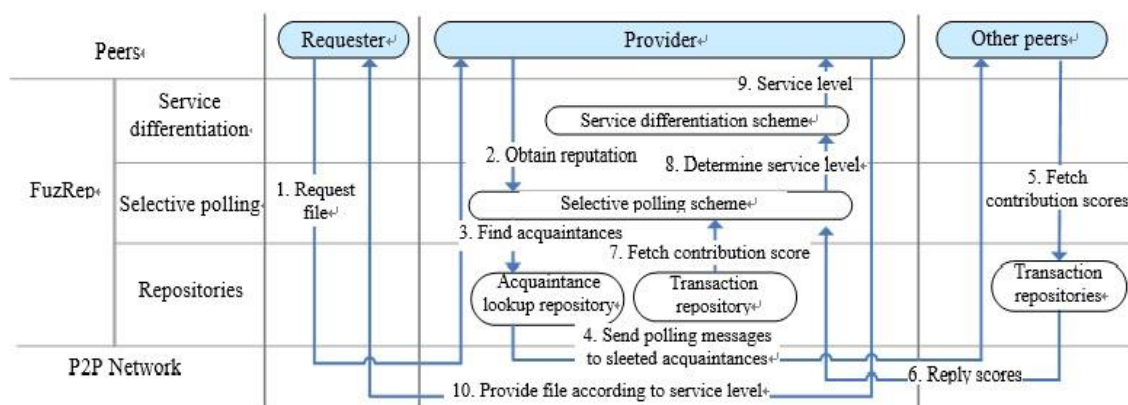 Requester
Provider
Other peers
Peers
9. Service level
Service
differentiation
Service differentiation scheme
2. Obtain reputation
8. Determine service level
FuzRep
1. Request
file
5. Fetch
contribution scores
Selective polling
Selective polling scheme
3. Find acquaintances
7. Fetch contribution score
Repositories
Acquaintance
lookup repository
Transaction
repository
Transaction
repositories
4. Send polling messages
to sleeted acquaintances
P2P Network
6. Reply scores
10. Provide file according to service level